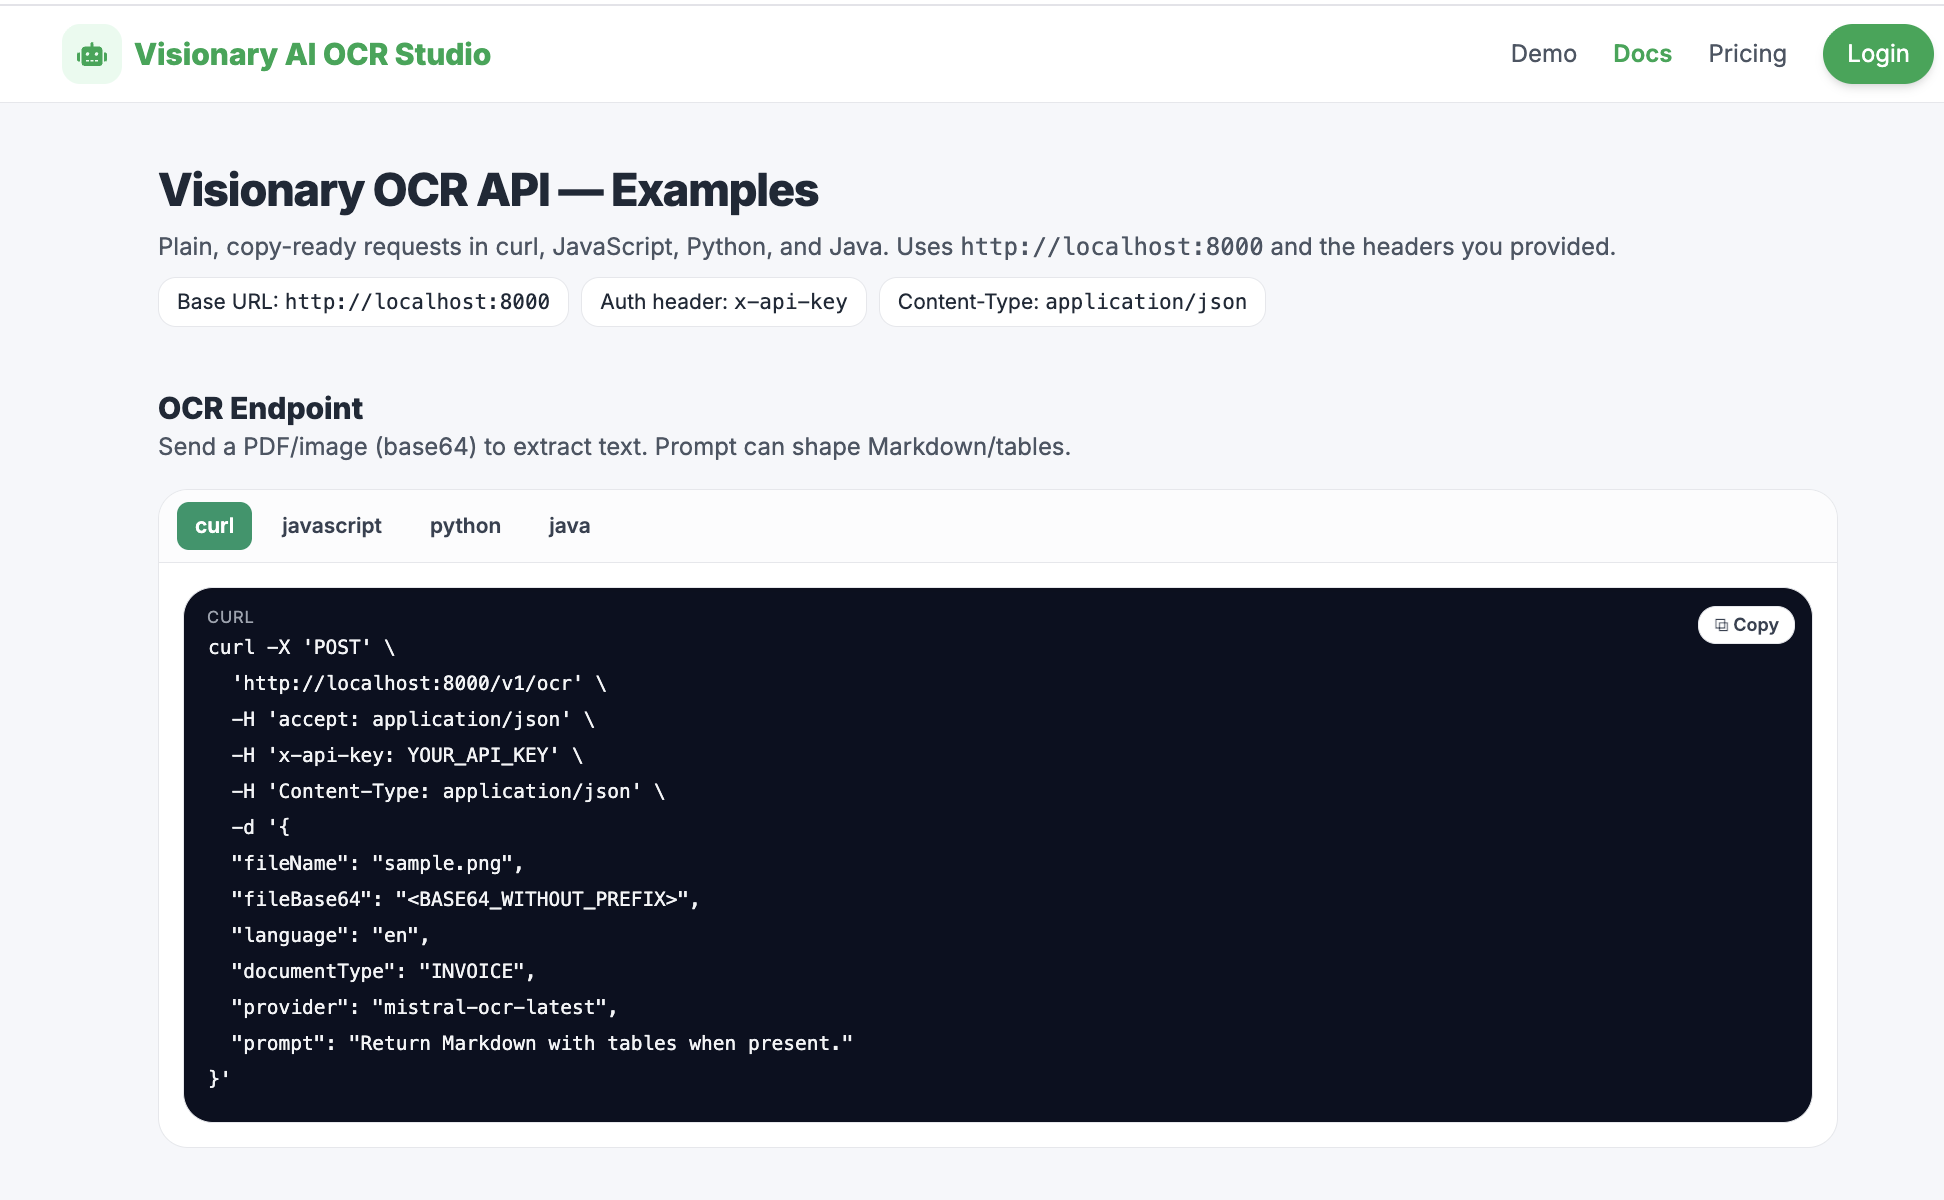 Visionary AI OCR Studio
Demo Docs Pricing Login
Visionary OCR API — Examples
Plain, copy-ready requests in curl, JavaScript, Python, and Java. Uses http://localhost:8000 and the headers you provided.
Base URL: http://localhost:8000 Auth header: x-api-key Content-Type: application/json
OCR Endpoint
Send a PDF/image (base64) to extract text. Prompt can shape Markdown/tables.
curl javascript python java
CURL
Copy
curl -X 'POST' \
  'http://localhost:8000/v1/ocr' \
  -H 'accept: application/json' \
  -H 'x-api-key: YOUR_API_KEY' \
  -H 'Content-Type: application/json' \
  -d '{
  "fileName": "sample.png",
  "fileBase64": "<BASE64_WITHOUT_PREFIX>",
  "language": "en",
  "documentType": "INVOICE",
  "provider": "mistral-ocr-latest",
  "prompt": "Return Markdown with tables when present."
}'